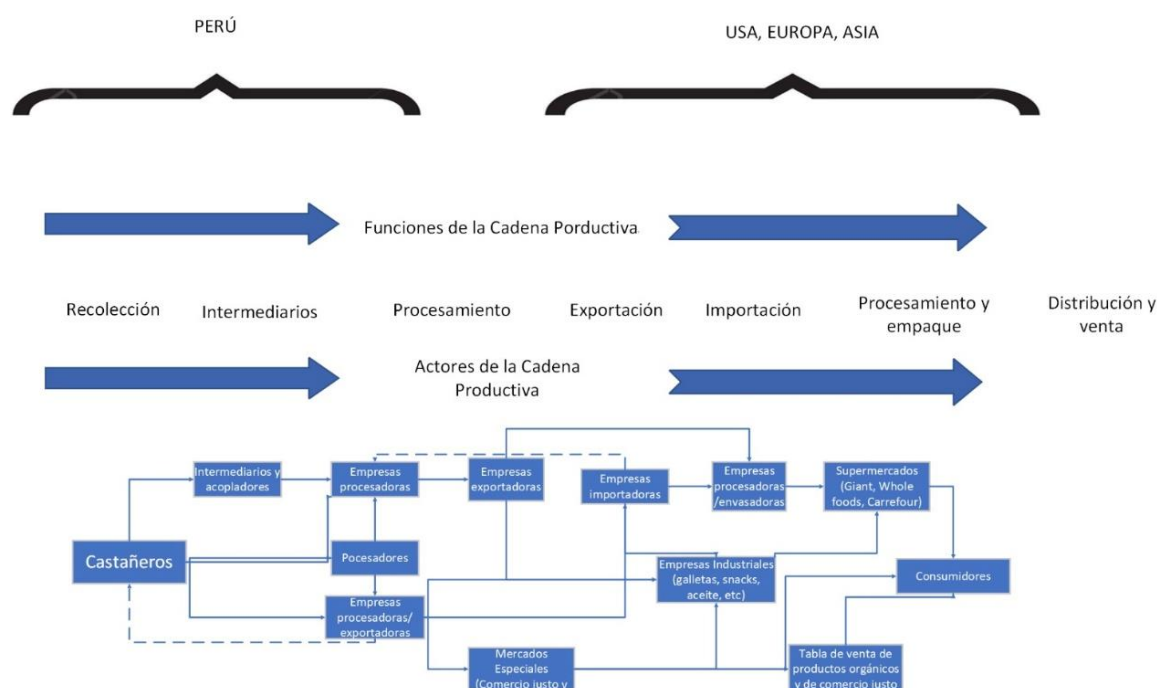 PERÚ
USA, EUROPA, ASIA
Funciones de la Cadena Porductiva
Recolección
Intermediarios
Procesamiento
Exportación
Importación
Procesamiento y
empaque
Distribución y
venta
Actores de la Cadena
Productiva
Intermediarios y
acopladores
Empresas
procesadoras
Empresas
exportadoras
Empresas
importadoras
Empresas
procesadoras
/envasadoras
Supermercados
(Giant, Whole
foods, Carrefour)
Castañeros
Pocesadores
Empresas Industriales
(galletas, snacks,
aceite, etc)
Consumidores
Empresas
procesadoras/
exportadoras
Mercados
Especiales
(Comercio justo y
Tabla de venta de
productos orgánicos
y de comercio justo